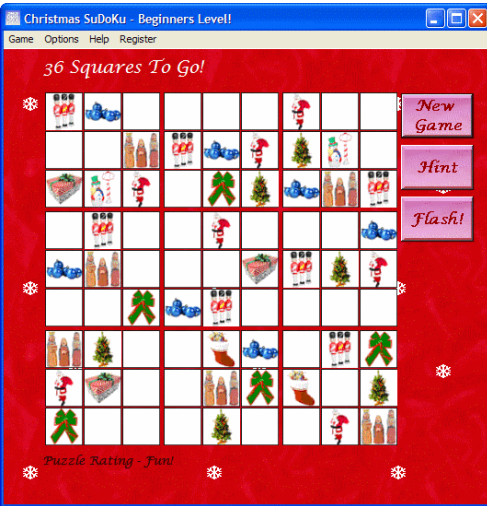 Christmas SuDoKu - Beginners Level!
Game Options Help Register
36 Squares To Go!
New
Game
Hint
Flash!
Puzzle Rating - Fun!